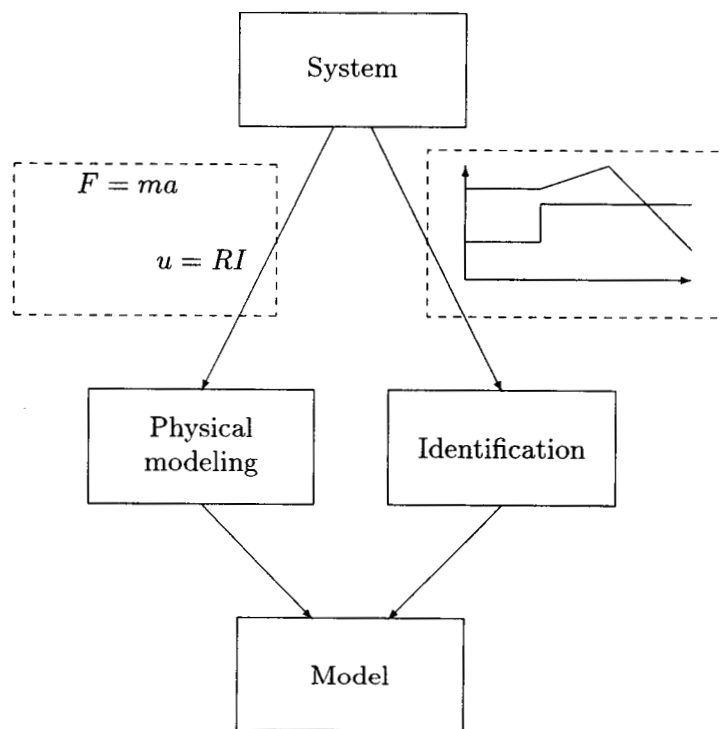 System
F = ma
u = RI
Physical
modeling
Identification
Model